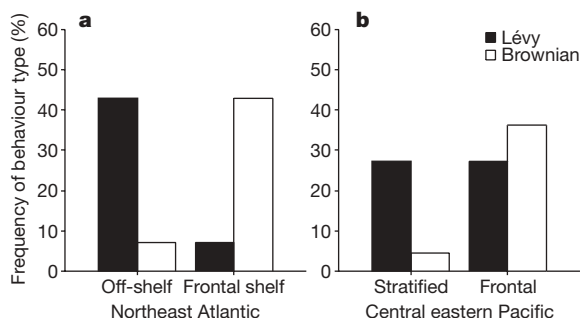 Frequency of behaviour type (%)
a
60
50
40
30
20
10
0
Off-shelf Frontal shelf
Northeast Atlantic
b
Lévy
Brownian
60
50
40
30
20
10
0
Stratified Frontal
Central eastern Pacific